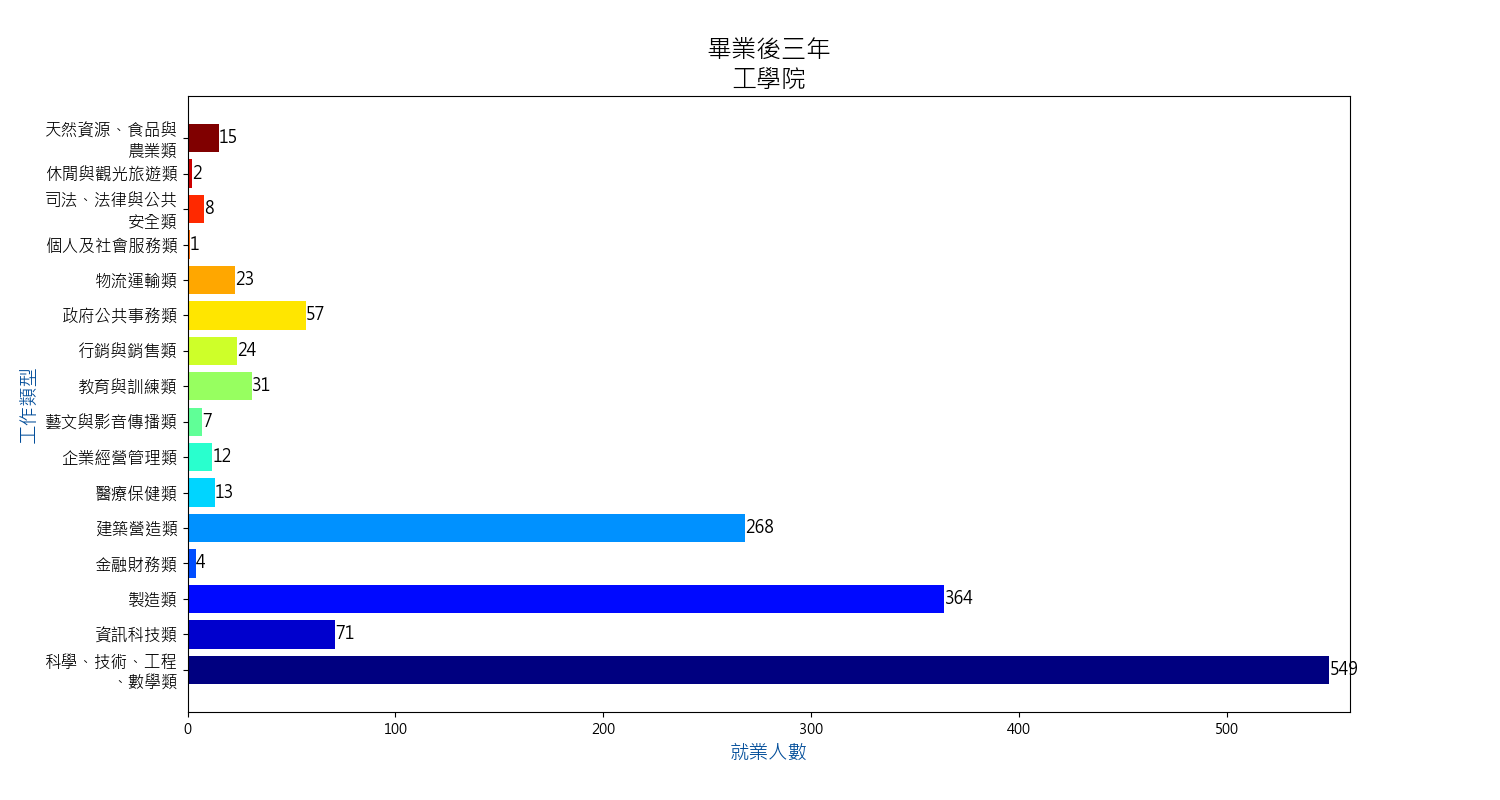 畢業後三年
工學院
天然資源、食品與
農業類
15
休閒與觀光旅遊類
2
司法、法律與公共
安全類
8
個人及社會服務類
1
物流運輸類
23
政府公共事務類
57
行銷與銷售類
24
教育與訓練類
31
藝文與影音傳播類
7
企業經營管理類
12
醫療保健類
13
建築營造類
268
金融財務類
4
製造類
364
資訊科技類
71
科學、技術、工程
、數學類
549
工作類型
0 100 200 300 400 500
就業人數